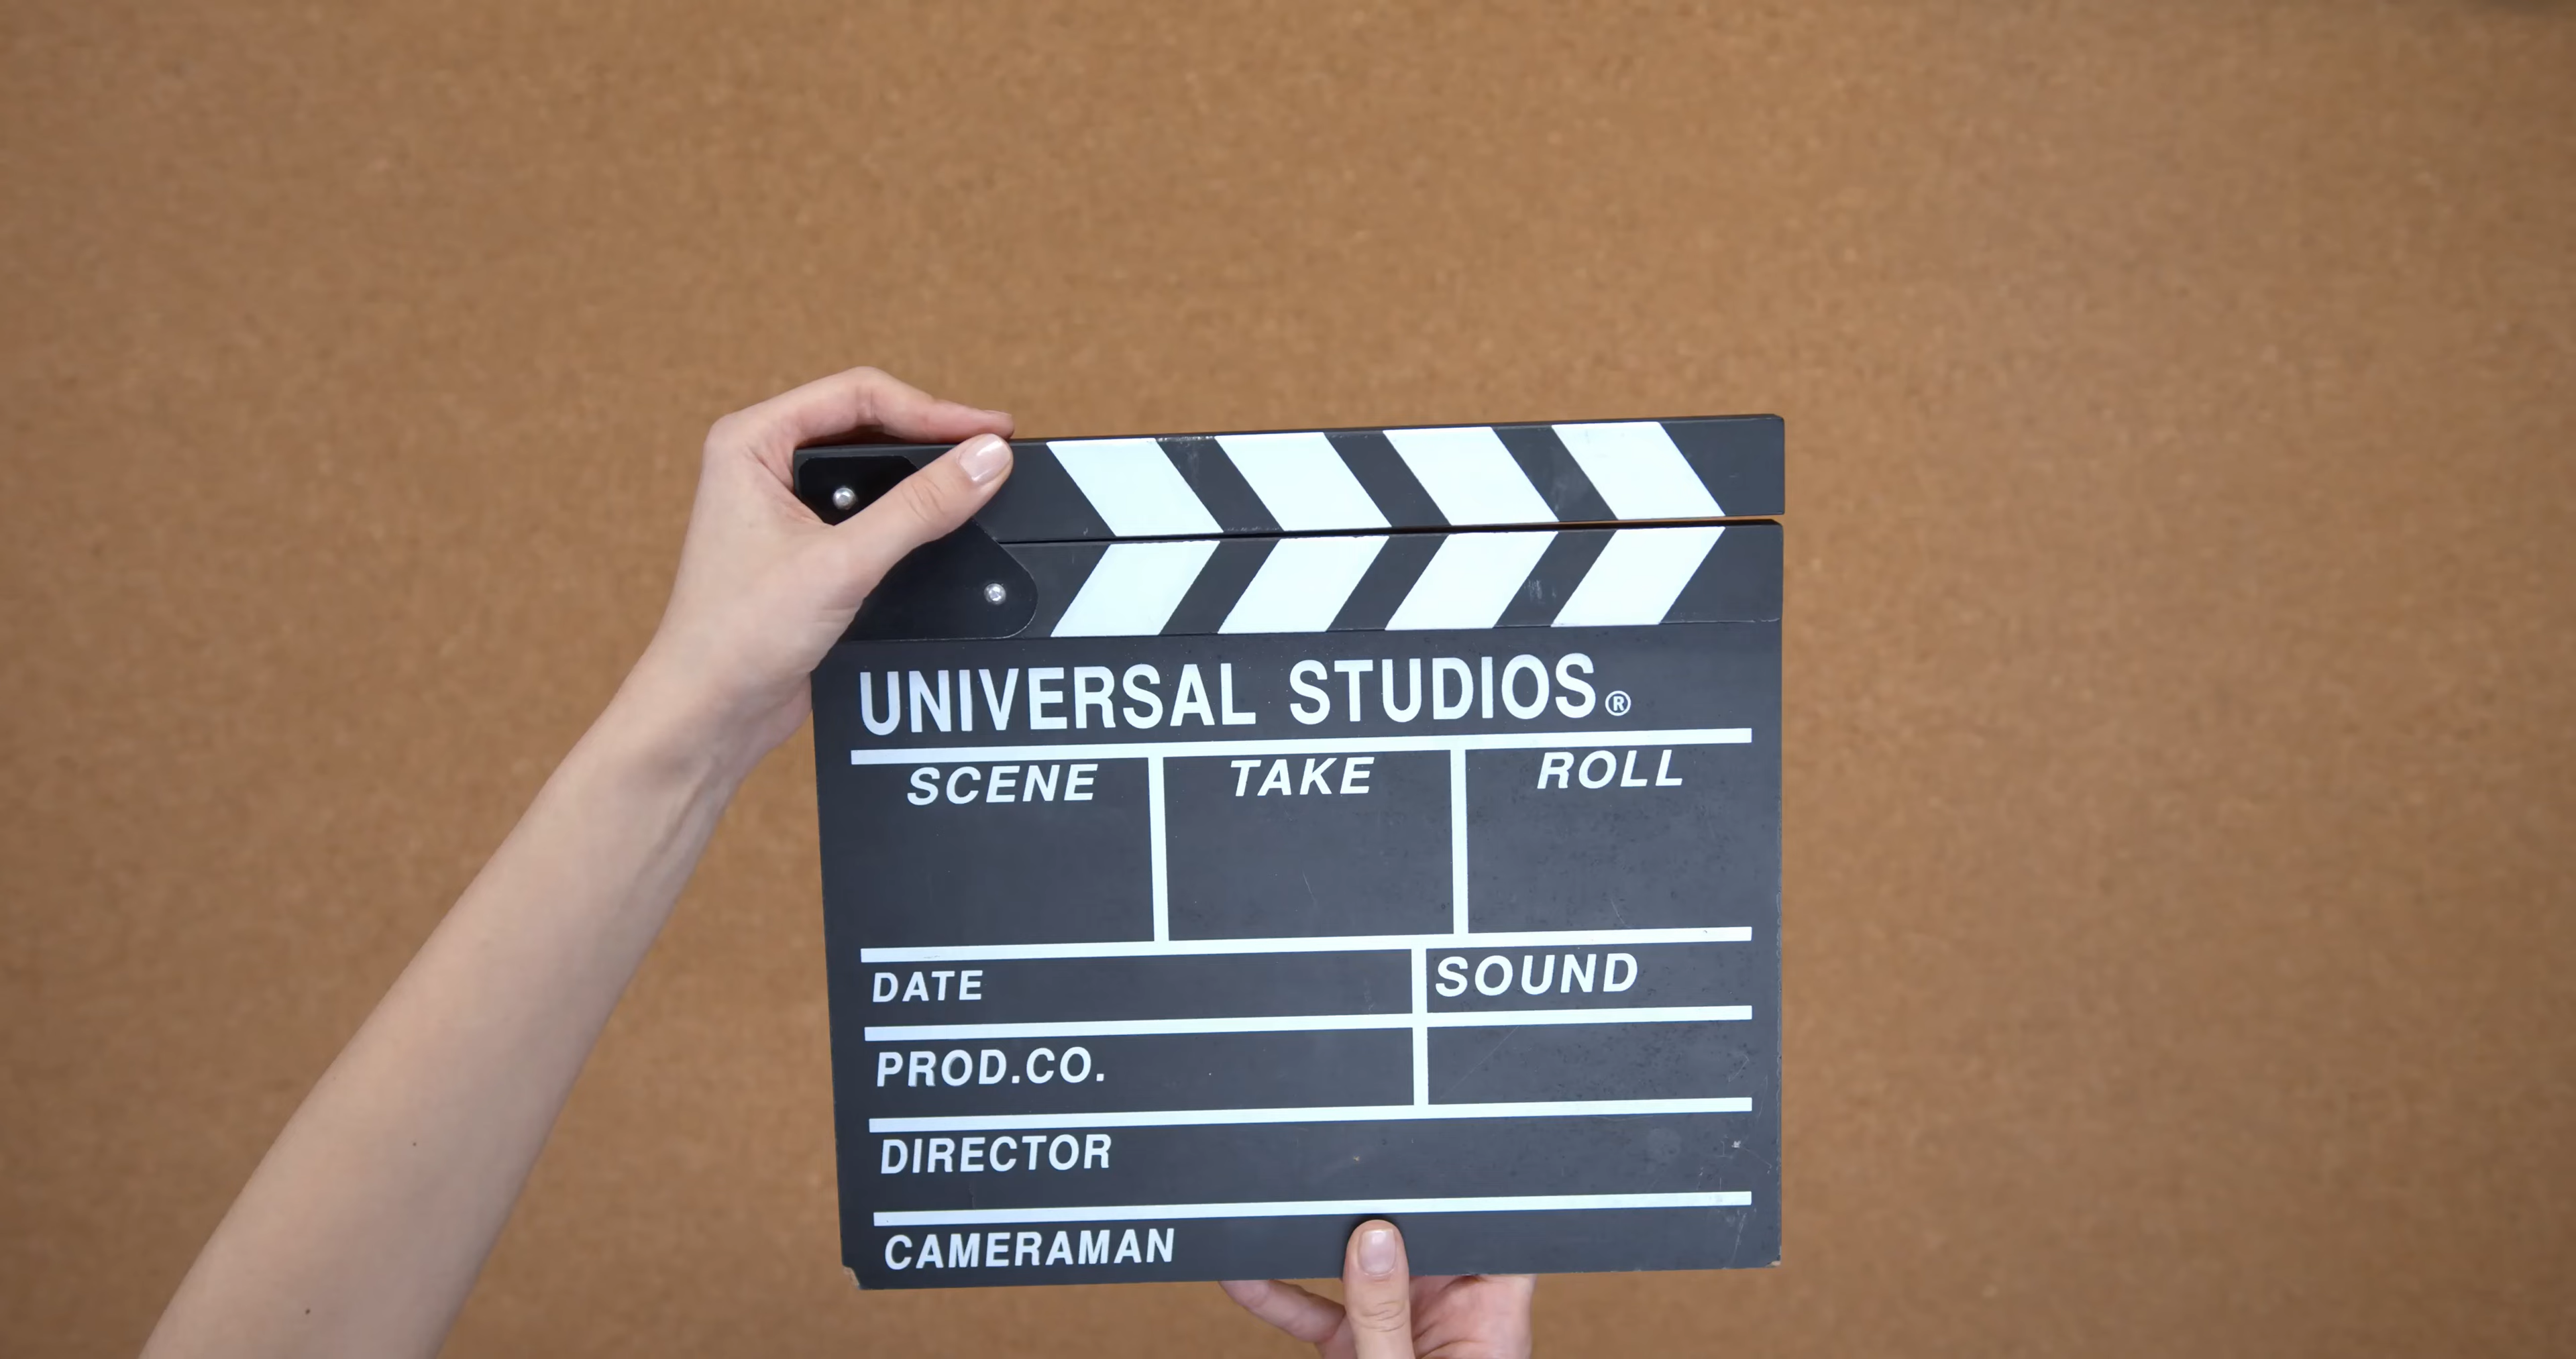 UNIVERSAL STUDIOS®
SCENE TAKE ROLL
DATE SOUND
PROD.CO.
DIRECTOR
CAMERAMAN